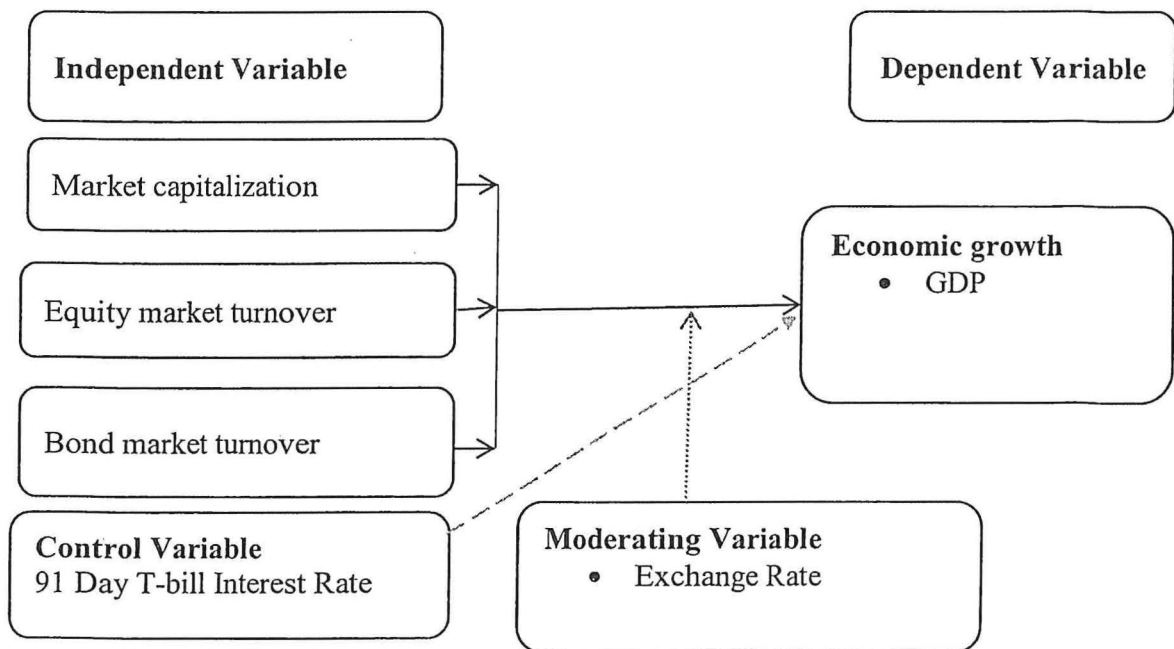 Independent Variable
Dependent Variable
Market capitalization
Equity market turnover
Bond market turnover
Economic growth
• GDP
Control Variable
91 Day T-bill Interest Rate
Moderating Variable
• Exchange Rate